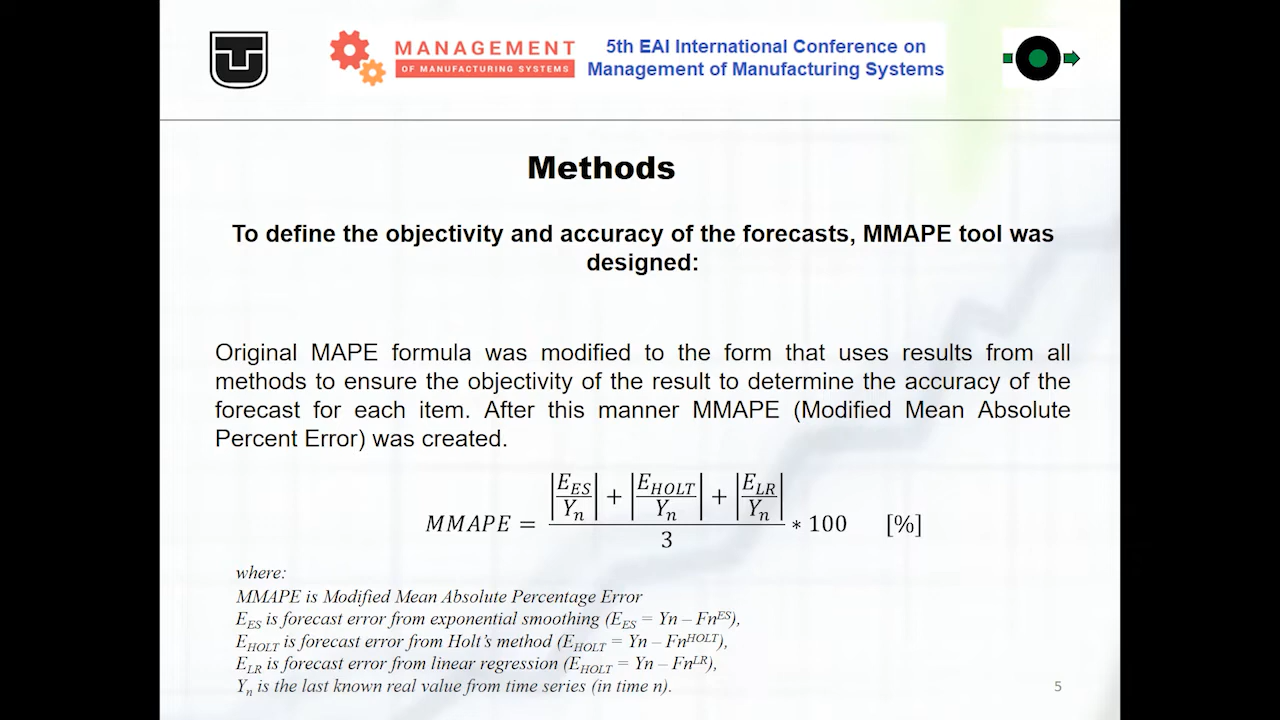 MANAGEMENT
OF MANUFACTURING SYSTEMS
5th EAI International Conference on
Management of Manufacturing Systems
Methods
To define the objectivity and accuracy of the forecasts, MMAPE tool was
designed:
Original MAPE formula was modified to the form that uses results from all
methods to ensure the objectivity of the result to determine the accuracy of the
forecast for each item. After this manner MMAPE (Modified Mean Absolute
Percent Error) was created.
MMAPE = (|E_ES/Y_n| + |E_HOLT/Y_n| + |E_LR/Y_n|)/3 * 100 [%]
where:
MMAPE is Modified Mean Absolute Percentage Error
E_ES is forecast error from exponential smoothing (E_ES = Yn – Fn^ES),
E_HOLT is forecast error from Holt's method (E_HOLT = Yn – Fn^HOLT),
E_LR is forecast error from linear regression (E_HOLT = Yn – Fn^LR),
Y_n is the last known real value from time series (in time n).
5